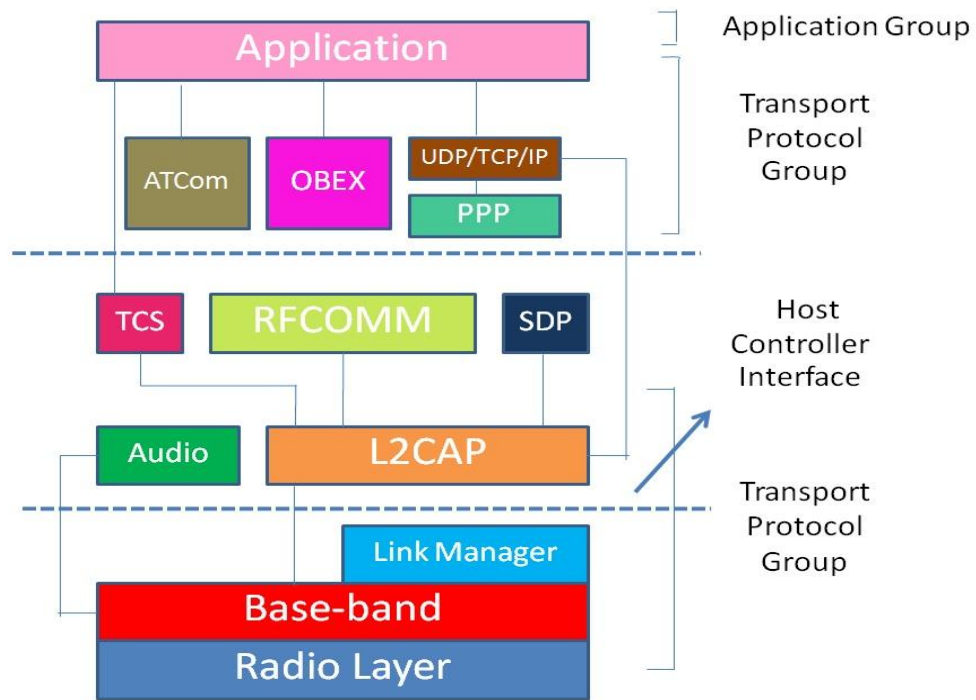 Application
Application Group
Transport
Protocol
Group
ATCom
OBEX
UDP/TCP/IP
PPP
TCS
RFCOMM
SDP
Host
Controller
Interface
Audio
L2CAP
Transport
Protocol
Group
Link Manager
Base-band
Radio Layer